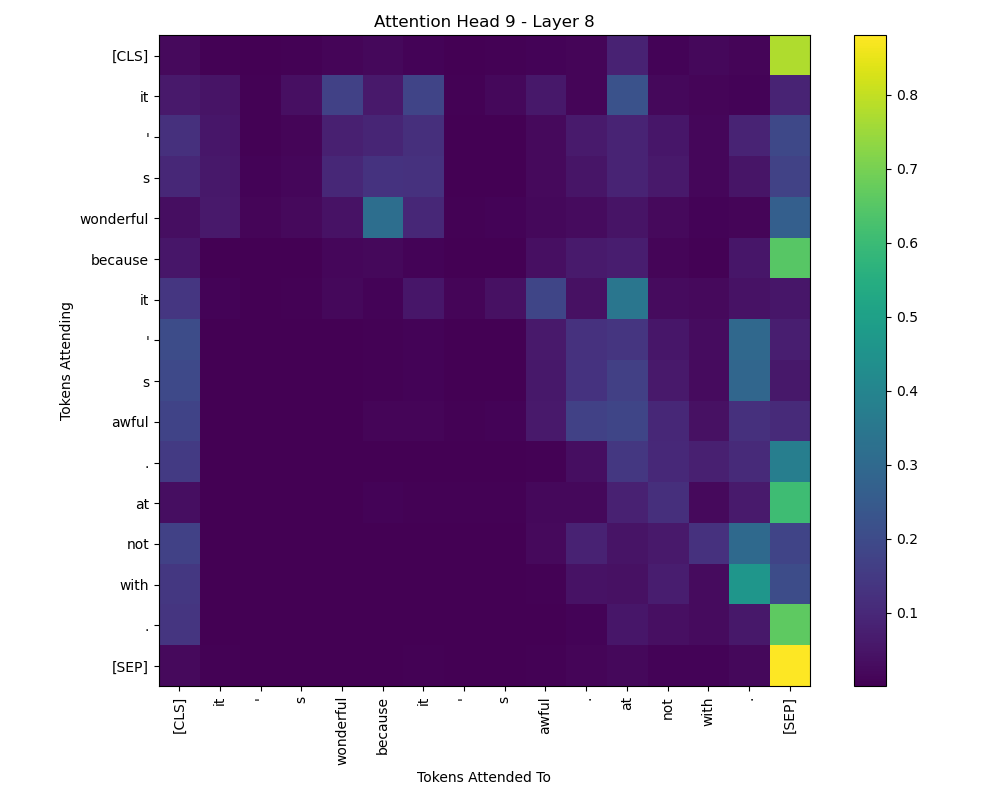 Attention Head 9 - Layer 8
[CLS]
it
'
s
wonderful
because
it
'
s
awful
.
at
not
with
.
[SEP]
Tokens Attending
[CLS]
it
'
s
wonderful
because
it
'
s
awful
.
at
not
with
.
[SEP]
Tokens Attended To
0.8
0.7
0.6
0.5
0.4
0.3
0.2
0.1